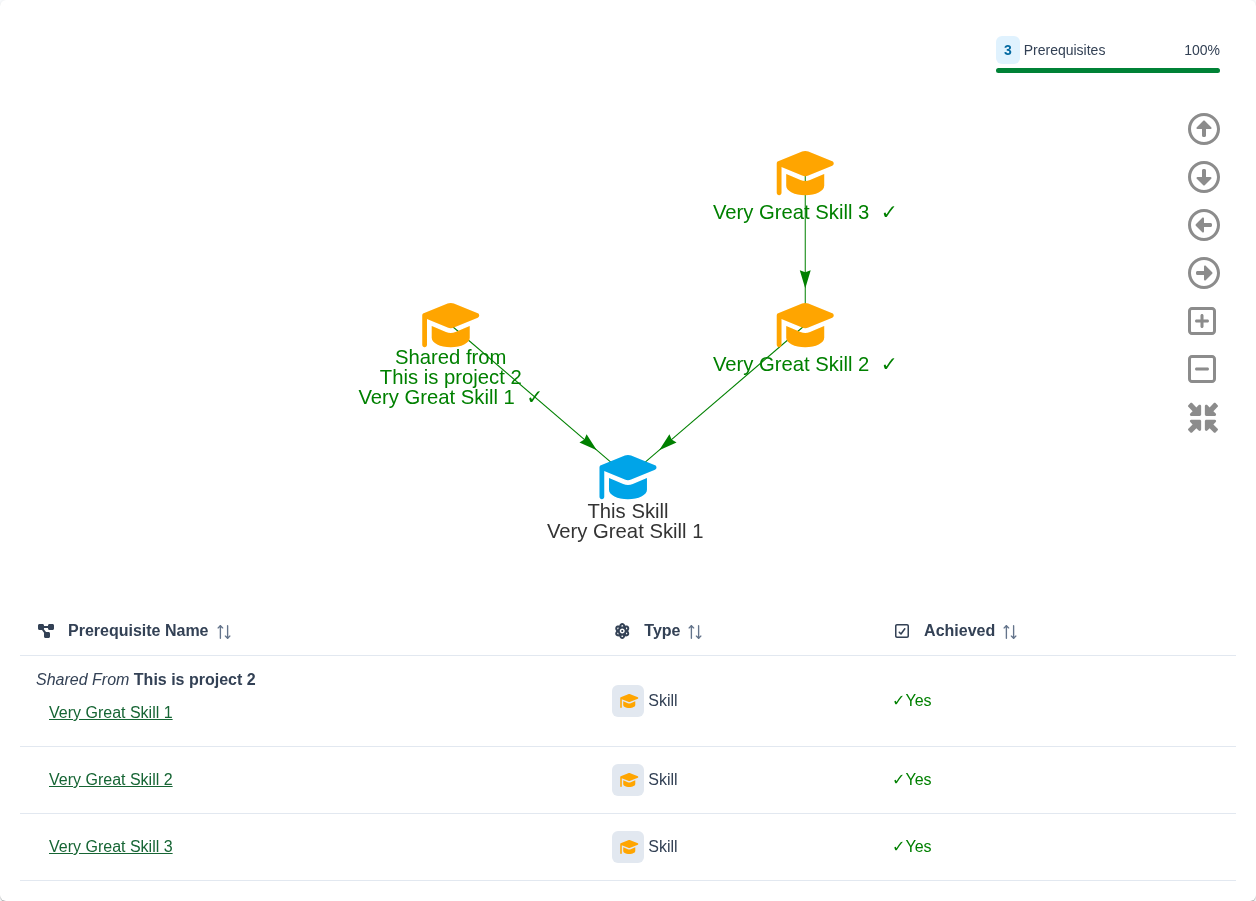 3 Prerequisites 100%
Very Great Skill 3 ✓
Shared from
This is project 2
Very Great Skill 1 ✓
Very Great Skill 2 ✓
This Skill
Very Great Skill 1
Prerequisite Name Type Achieved
Shared From This is project 2
Very Great Skill 1 Skill ✓Yes
Very Great Skill 2 Skill ✓Yes
Very Great Skill 3 Skill ✓Yes